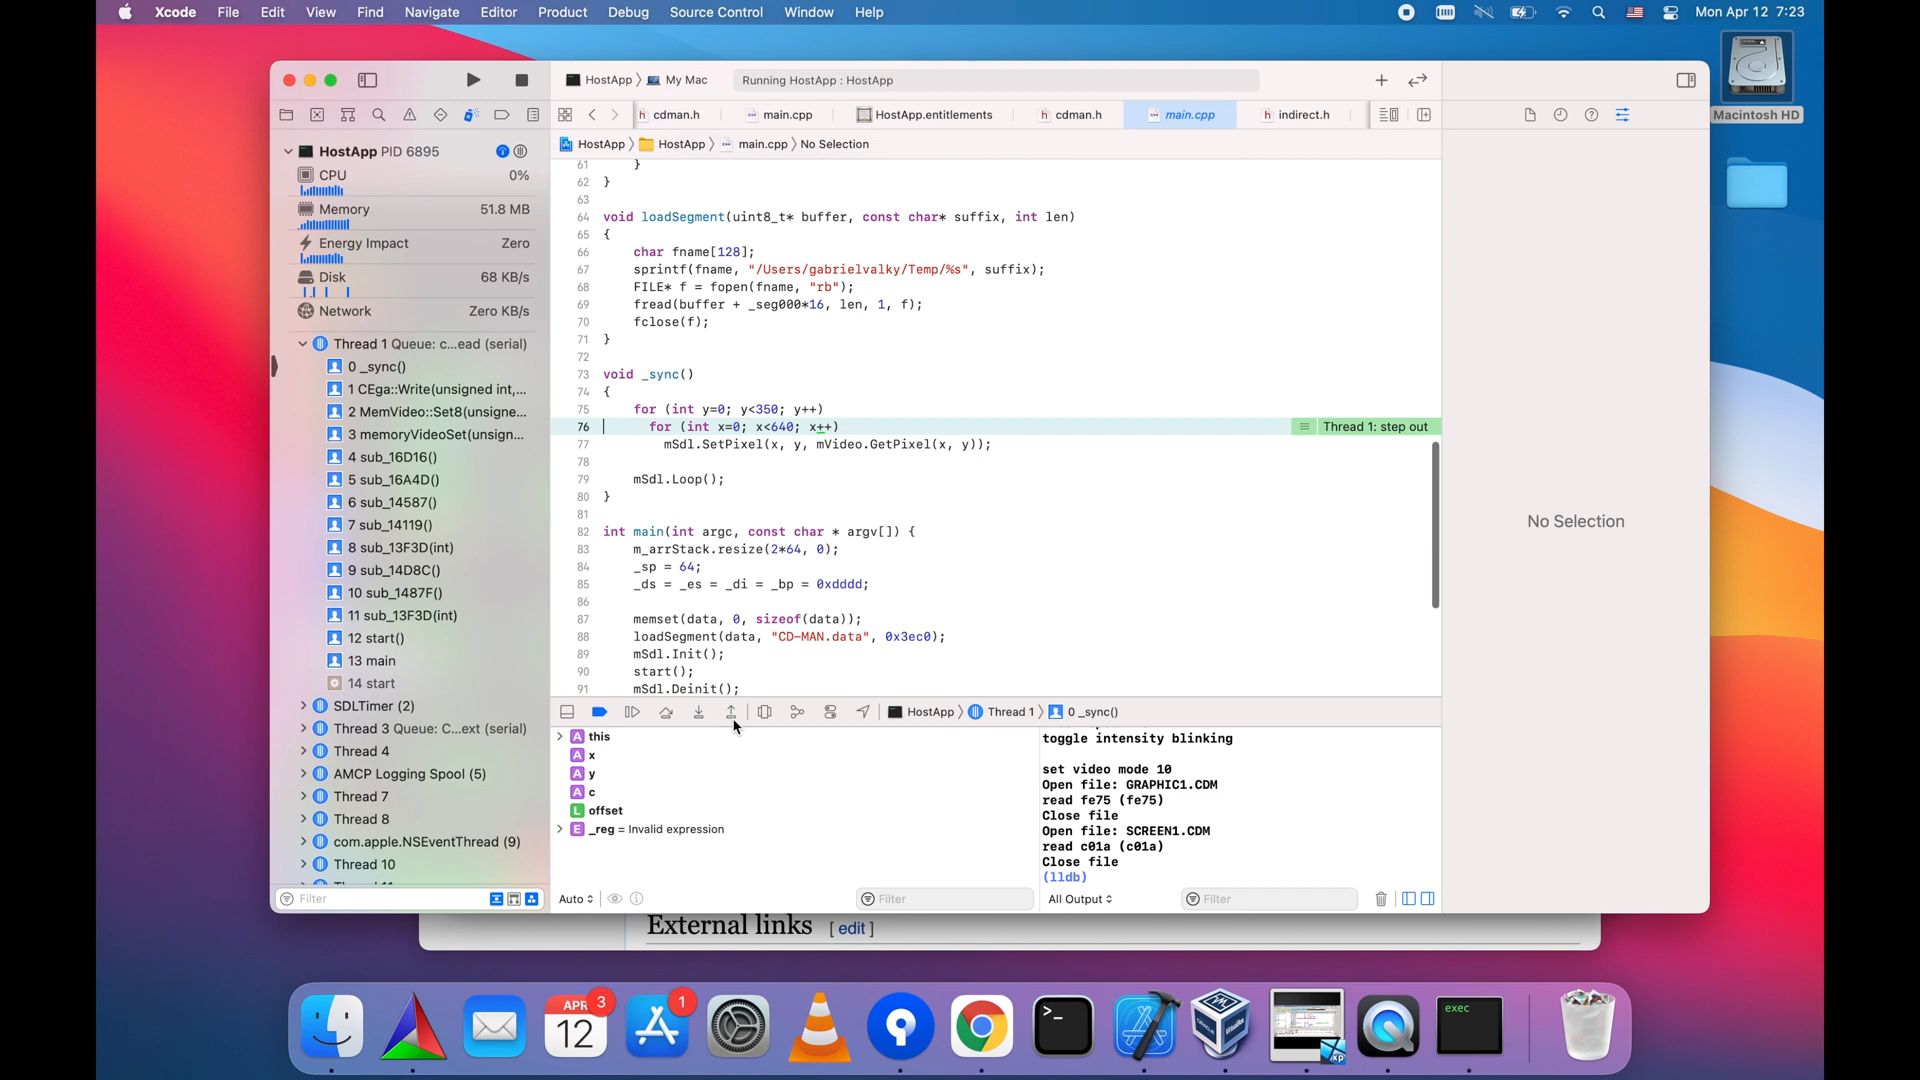 Xcode File Edit View Find Navigate Editor Product Debug Source Control Window Help Mon Apr 12 7:23
Macintosh HD
HostApp My Mac Running HostApp : HostApp
h cdman.h main.cpp HostApp.entitlements h cdman.h main.cpp h indirect.h
HostApp HostApp main.cpp No Selection
HostApp PID 6895
CPU 0%
Memory 51.8 MB
Energy Impact Zero
Disk 68 KB/s
Network Zero KB/s
Thread 1 Queue: c...ead (serial)
0 _sync()
1 CEga::Write(unsigned int,...
2 MemVideo::Set8(unsigne...
3 memoryVideoSet(unsign...
4 sub_16D16()
5 sub_16A4D()
6 sub_14587()
7 sub_14119()
8 sub_13F3D(int)
9 sub_14D8C()
10 sub_1487F()
11 sub_13F3D(int)
12 start()
13 main
14 start
SDLTimer (2)
Thread 3 Queue: C...ext (serial)
Thread 4
AMCP Logging Spool (5)
Thread 7
Thread 8
com.apple.NSEventThread (9)
Thread 10
Filter
61 }
62 }
63
64 void loadSegment(uint8_t* buffer, const char* suffix, int len)
65 {
66 char fname[128];
67 sprintf(fname, "/Users/gabrielvalky/Temp/%s", suffix);
68 FILE* f = fopen(fname, "rb");
69 fread(buffer + _seg000*16, len, 1, f);
70 fclose(f);
71 }
72
73 void _sync()
74 {
75 for (int y=0; y<350; y++)
76 for (int x=0; x<640; x++) Thread 1: step out
77 mSdl.SetPixel(x, y, mVideo.GetPixel(x, y));
78
79 mSdl.Loop();
80 }
81
82 int main(int argc, const char * argv[]) {
83 m_arrStack.resize(2*64, 0);
84 _sp = 64;
85 _ds = _es = _di = _bp = 0xdddd;
86
87 memset(data, 0, sizeof(data));
88 loadSegment(data, "CD-MAN.data", 0x3ec0);
89 mSdl.Init();
90 start();
91 mSdl.Deinit();
HostApp Thread 1 0 _sync()
A this
A x
A y
A c
L offset
E _reg = Invalid expression
Auto Filter
toggle intensity blinking
set video mode 10
Open file: GRAPHIC1.CDM
read fe75 (fe75)
Close file
Open file: SCREEN1.CDM
read c01a (c01a)
Close file
(lldb)
All Output Filter
No Selection
External links [ edit ]
APR 3
12
1
exec
xp